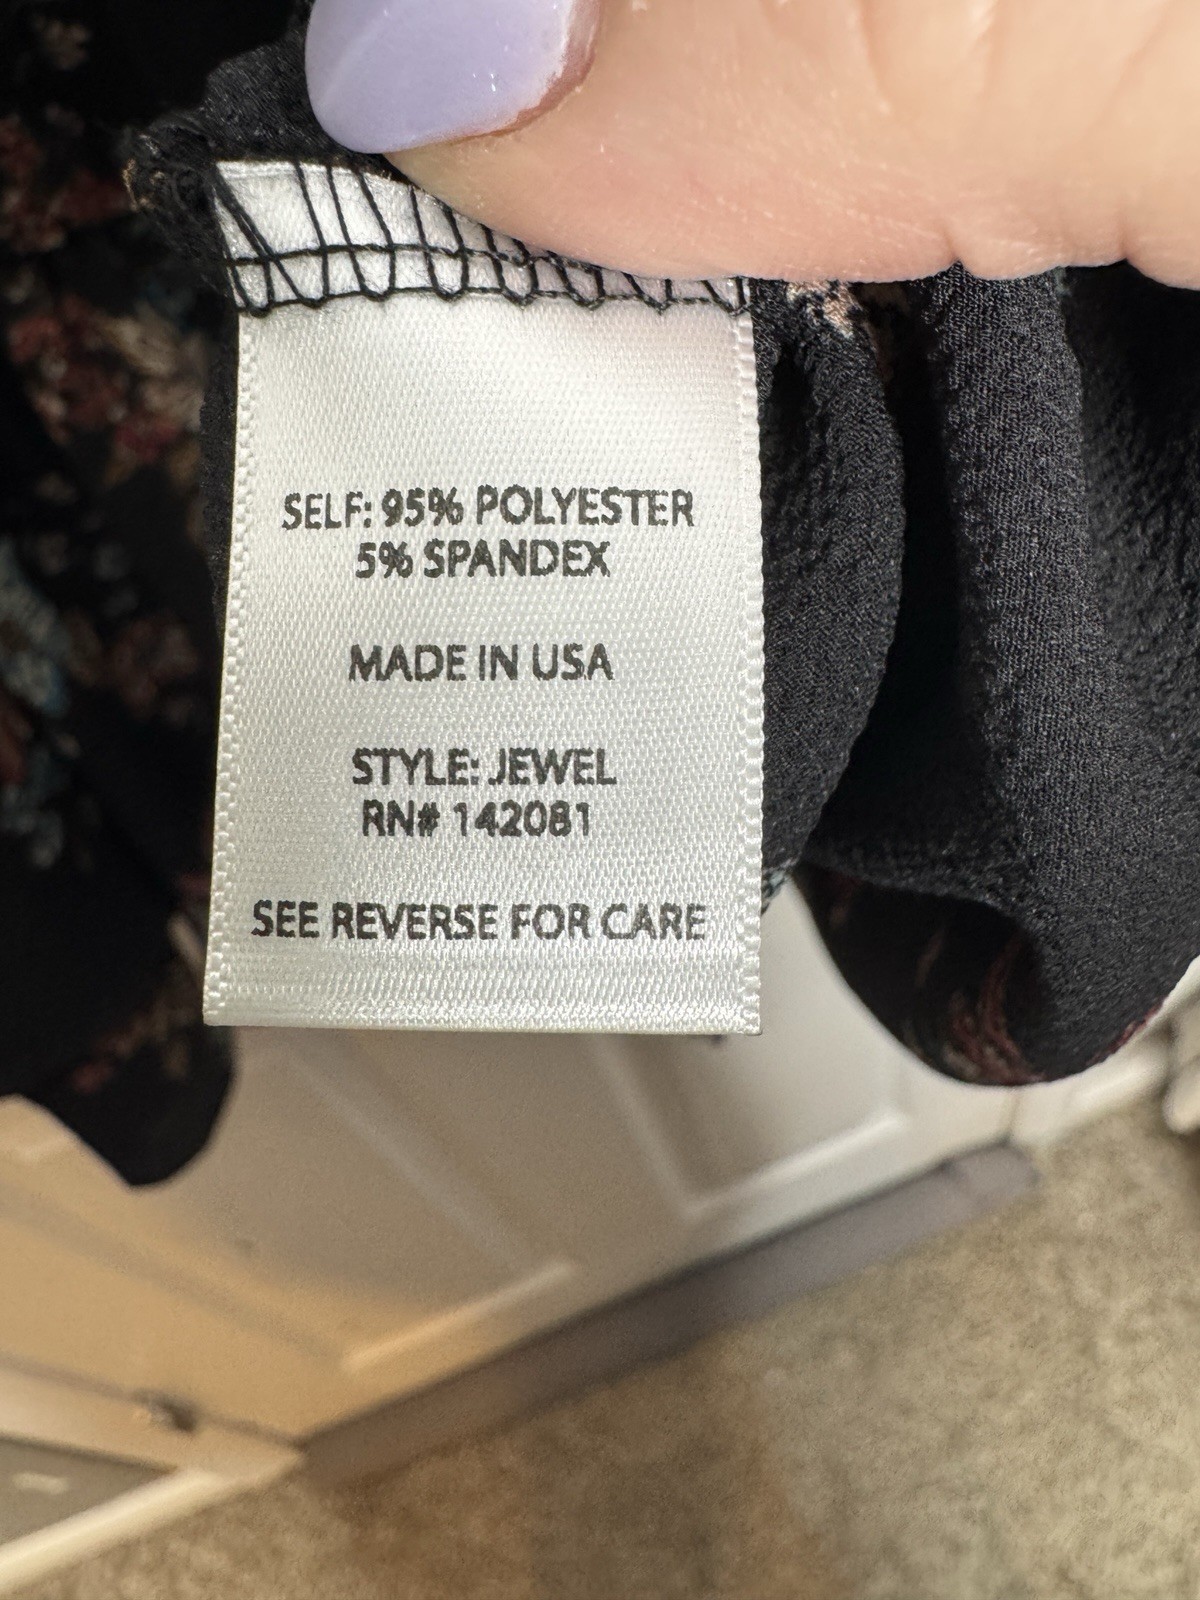 SELF: 95% POLYESTER
5% SPANDEX
MADE IN USA
STYLE: JEWEL
RN# 142081
SEE REVERSE FOR CARE